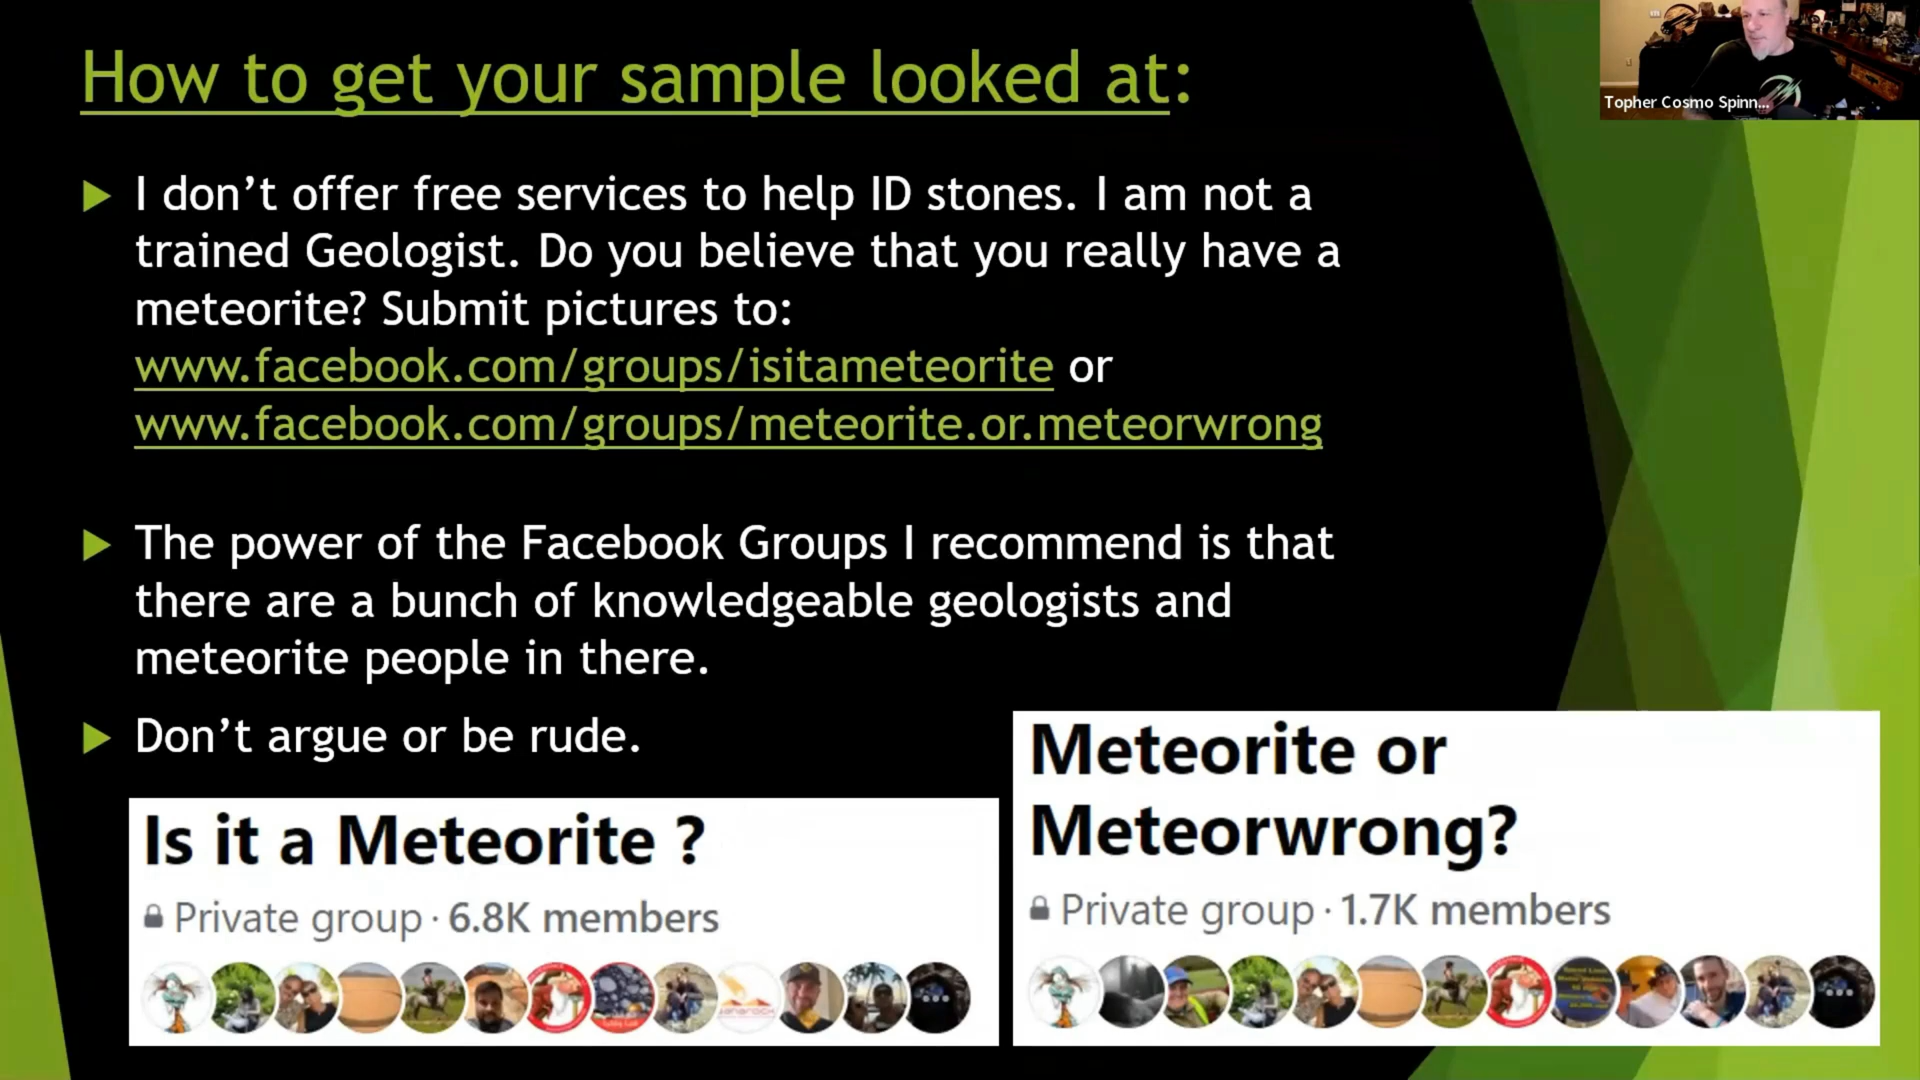 How to get your sample looked at:
Topher Cosmo Spinn...
I don't offer free services to help ID stones. I am not a
trained Geologist. Do you believe that you really have a
meteorite? Submit pictures to:
www.facebook.com/groups/isitameteorite or
www.facebook.com/groups/meteorite.or.meteorwrong
The power of the Facebook Groups I recommend is that
there are a bunch of knowledgeable geologists and
meteorite people in there.
Don't argue or be rude.
Is it a Meteorite ?
Private group · 6.8K members
Meteorite or
Meteorwrong?
Private group · 1.7K members